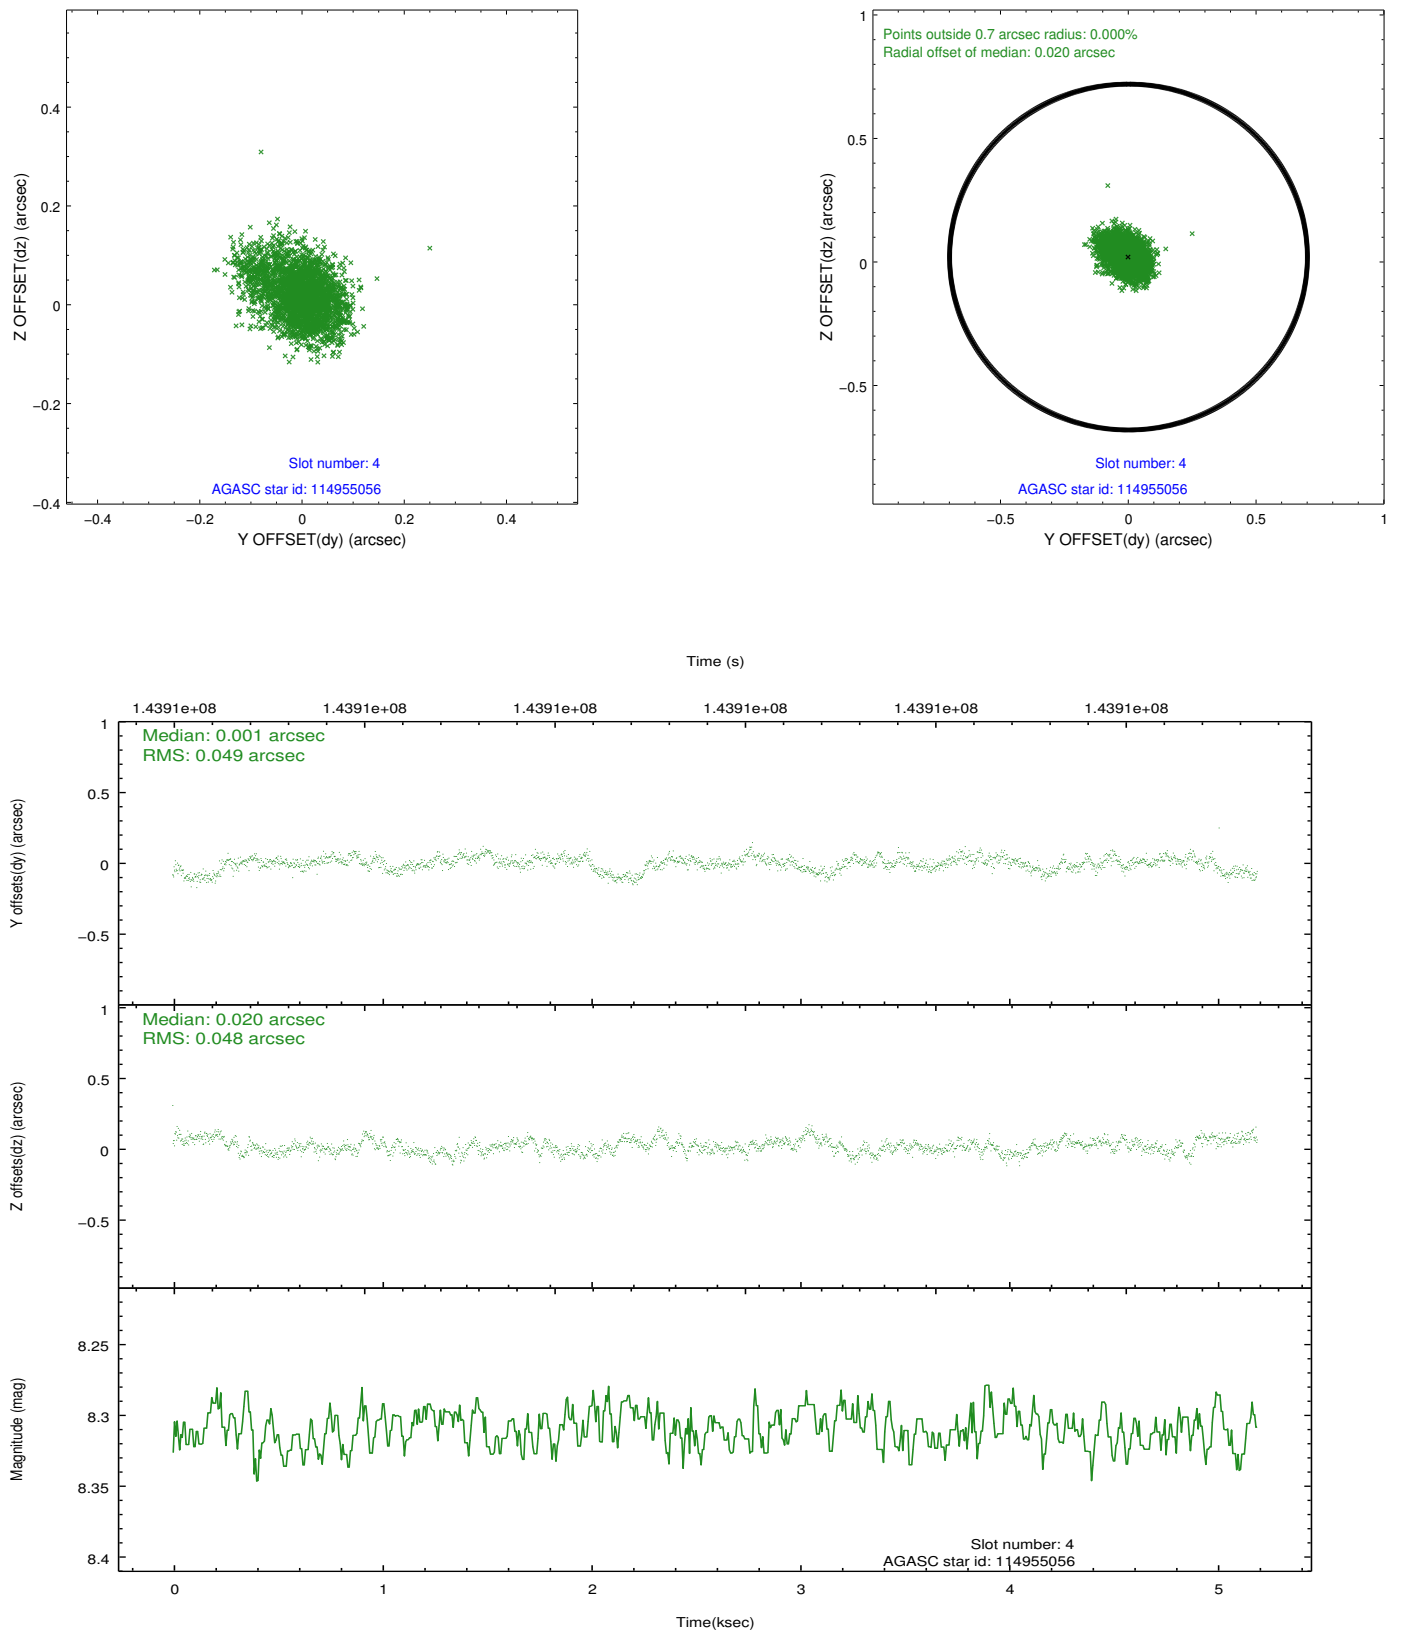 0.4
0.2
0
−0.2
−0.4
−0.4
−0.2
0
0.2
0.4
Z OFFSET(dz) (arcsec)
Y OFFSET(dy) (arcsec)
Slot number: 4
AGASC star id: 114955056
Points outside 0.7 arcsec radius: 0.000%
Radial offset of median: 0.020 arcsec
1
0.5
0
−0.5
−0.5
0
0.5
1
Z OFFSET(dz) (arcsec)
Y OFFSET(dy) (arcsec)
Slot number: 4
AGASC star id: 114955056
Time (s)
1.4391e+08
1.4391e+08
1.4391e+08
1.4391e+08
1.4391e+08
1.4391e+08
Median: 0.001 arcsec
RMS: 0.049 arcsec
1
0.5
0
−0.5
Y offsets(dy) (arcsec)
Median: 0.020 arcsec
RMS: 0.048 arcsec
1
0.5
0
−0.5
Z offsets(dz) (arcsec)
8.25
8.3
8.35
8.4
Magnitude (mag)
Slot number: 4
AGASC star id: 114955056
0
1
2
3
4
5
Time(ksec)